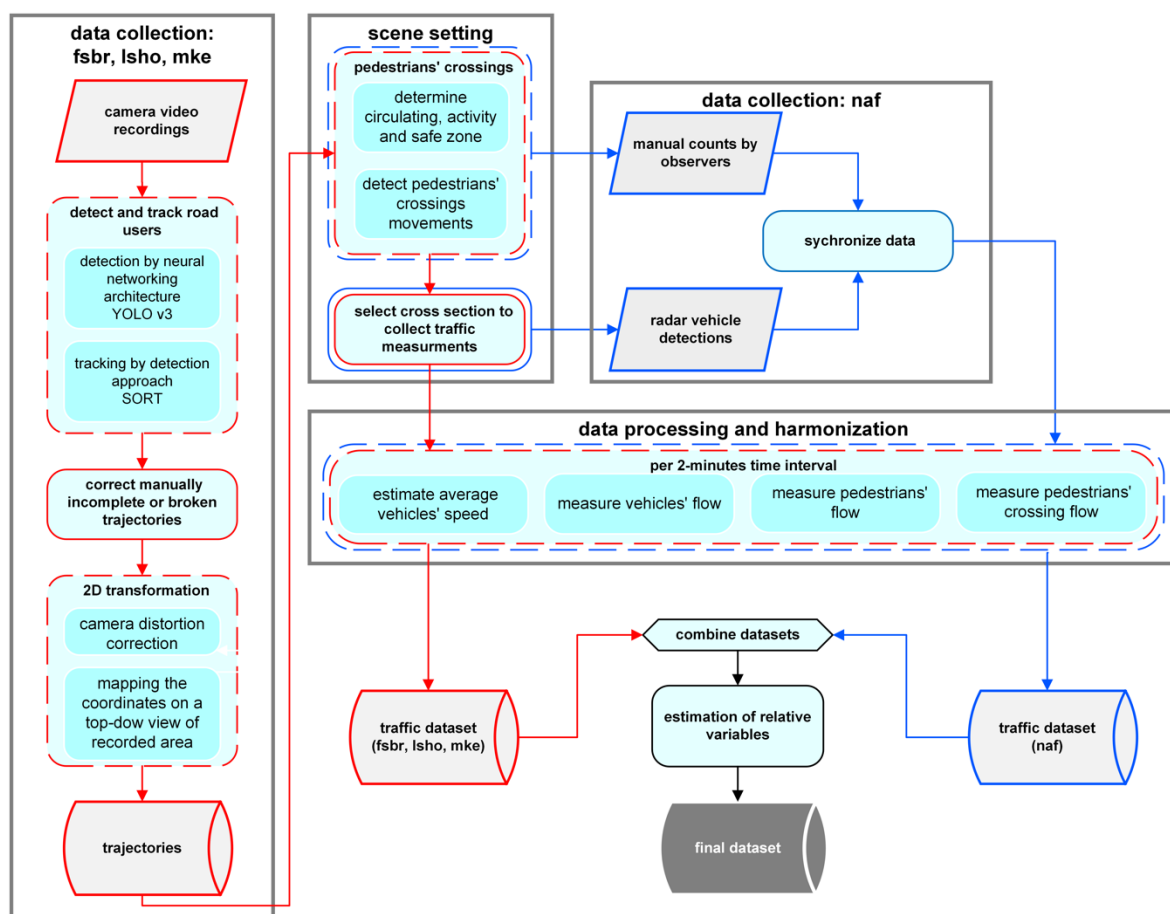 data collection:
fsbr, lsho, mke
camera video
recordings
detect and track road
users
detection by neural
networking
architecture
YOLO v3
tracking by detection
approach
SORT
correct manually
incomplete or broken
trajectories
2D transformation
camera distortion
correction
mapping the
coordinates on a
top-dow view of
recorded area
trajectories
scene setting
pedestrians' crossings
determine
circulating, activity
and safe zone
detect pedestrians'
crossings
movements
select cross section to
collect traffic
measurments
data collection: naf
manual counts by
observers
sychronize data
radar vehicle
detections
data processing and harmonization
per 2-minutes time interval
estimate average
vehicles' speed
measure vehicles' flow
measure pedestrians'
flow
measure pedestrians'
crossing flow
combine datasets
traffic dataset
(fsbr, lsho, mke)
estimation of relative
variables
traffic dataset
(naf)
final dataset